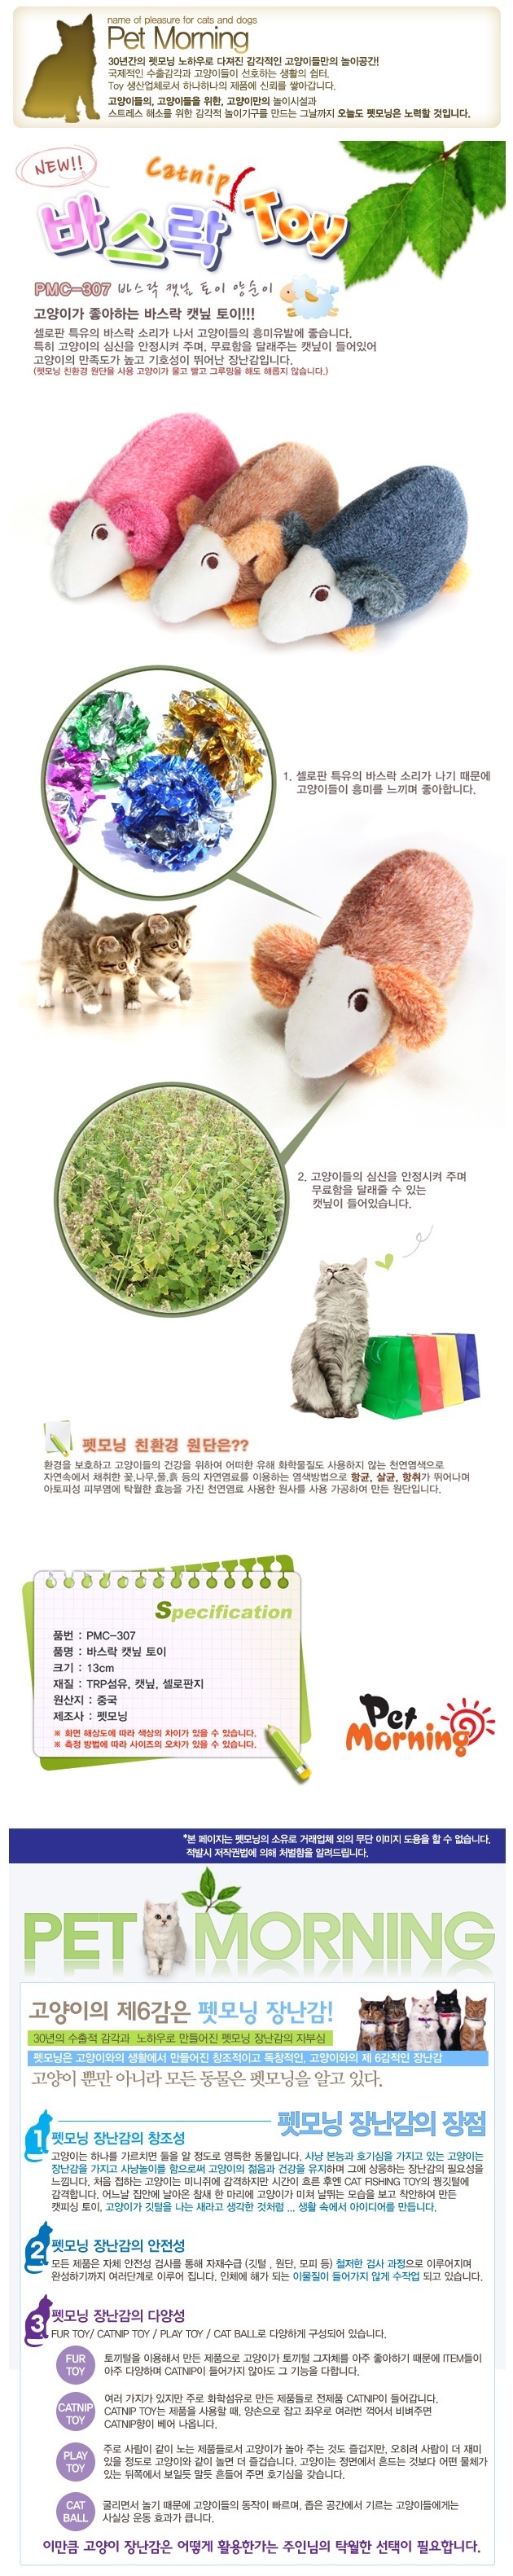 name of pleasure for cats and dogs
Pet Morning
30년간의 펫모닝 노하우로 다져진 감각적인 고양이들만의 놀이공간!
국제적인 수출감각과 고양이들이 선호하는 생활의 쉼터.
Toy 생산업체로서 하나하나의 제품에 신뢰를 쌓아갑니다.
고양이들의, 고양이들을 위한, 고양이만의 놀이시설과
스트레스 해소를 위한 감각적 놀이기구를 만드는 그날까지 오늘도 펫모닝은 노력할 것입니다.
NEW!!
Catnip
바스락 Toy
PMC-307 바스락 캣닢 토이 양순이
고양이가 좋아하는 바스락 캣닢 토이!!!
셀로판 특유의 바스락 소리가 나서 고양이들의 흥미유발에 좋습니다.
특히 고양이의 심신을 안정시켜 주며, 무료함을 달래주는 캣닢이 들어있어
고양이의 만족도가 높고 기호성이 뛰어난 장난감입니다.
(펫모닝 친환경 원단을 사용 고양이가 물고 빨고 그루밍을 해도 해롭지 않습니다.)
1. 셀로판 특유의 바스락 소리가 나기 때문에
고양이들이 흥미를 느끼며 좋아합니다.
2. 고양이들의 심신을 안정시켜 주며
무료함을 달래줄 수 있는
캣닢이 들어있습니다.
펫모닝 친환경 원단은??
환경을 보호하고 고양이들의 건강을 위하여 어떠한 유해 화학물질도 사용하지 않는 천연염색으로
자연속에서 채취한 꽃,나무,풀,흙 등의 자연염료를 이용하는 염색방법으로 항균, 살균, 항취가 뛰어나며
아토피성 피부염에 탁월한 효능을 가진 천연염료 사용한 원사를 사용 가공하여 만든 원단입니다.
Specification
품번 : PMC-307
품명 : 바스락 캣닢 토이
크기 : 13cm
재질 : TRP섬유, 캣닢, 셀로판지
원산지 : 중국
제조사 : 펫모닝
※ 화면 해상도에 따라 색상의 차이가 있을 수 있습니다.
※ 측정 방법에 따라 사이즈의 오차가 있을 수 있습니다.
Pet
Morning
*본 페이지는 펫모닝의 소유로 거래업체 외의 무단 이미지 도용을 할 수 없습니다.
적발시 저작권법에 의해 처벌함을 알려드립니다.
PET MORNING
고양이의 제6감은 펫모닝 장난감!
30년의 수출적 감각과 노하우로 만들어진 펫모닝 장난감의 자부심
펫모닝은 고양이와의 생활에서 만들어진 창조적이고 독창적인, 고양이와의 제 6감적인 장난감
고양이 뿐만 아니라 모든 동물은 펫모닝을 알고 있다.
펫모닝 장난감의 장점
1 펫모닝 장난감의 창조성
고양이는 하나를 가르치면 둘을 알 정도로 영특한 동물입니다. 사냥 본능과 호기심을 가지고 있는 고양이는
장난감을 가지고 사냥놀이를 함으로써 고양이의 젊음과 건강을 유지하며 그에 상응하는 장난감의 필요성을
느낍니다. 처음 접하는 고양이는 미니쥐에 감격하지만 시간이 흐른 후엔 CAT FISHING TOY의 꿩깃털에
감격합니다. 어느날 집안에 날아온 참새 한 마리에 고양이가 미쳐 날뛰는 모습을 보고 착안하여 만든
캣피싱 토이, 고양이가 깃털을 나는 새라고 생각한 것처럼 ... 생활 속에서 아이디어를 만듭니다.
2 펫모닝 장난감의 안전성
모든 제품은 자체 안전성 검사를 통해 자재수급 (깃털 , 원단, 모피 등) 철저한 검사 과정으로 이루어지며
완성하기까지 여러단계로 이루어 집니다. 인체에 해가 되는 이물질이 들어가지 않게 수작업 되고 있습니다.
3 펫모닝 장난감의 다양성
FUR TOY/ CATNIP TOY / PLAY TOY / CAT BALL로 다양하게 구성되어 있습니다.
FUR
TOY
토끼털을 이용해서 만든 제품으로 고양이가 토끼털 그자체를 아주 좋아하기 때문에 ITEM들이
아주 다양하며 CATNIP이 들어가지 않아도 그 기능을 다합니다.
CATNIP
TOY
여러 가지가 있지만 주로 화학섬유로 만든 제품들로 전제품 CATNIP이 들어갑니다.
CATNIP TOY는 제품을 사용할 때, 양손으로 잡고 좌우로 여러번 꺽어서 비벼주면
CATNIP향이 베어 나옵니다.
PLAY
TOY
주로 사람이 같이 노는 제품들로서 고양이가 놀아 주는 것도 즐겁지만, 오히려 사람이 더 재미
있을 정도로 고양이와 같이 놀면 더 즐겁습니다. 고양이는 정면에서 흔드는 것보다 어떤 물체가
있는 뒤쪽에서 보일듯 말듯 흔들어 주면 호기심을 갖습니다.
CAT
BALL
굴리면서 놀기 때문에 고양이들의 동작이 빠르며, 좁은 공간에서 기르는 고양이들에게는
사실상 운동 효과가 큽니다.
이만큼 고양이 장난감은 어떻게 활용한가는 주인님의 탁월한 선택이 필요합니다.